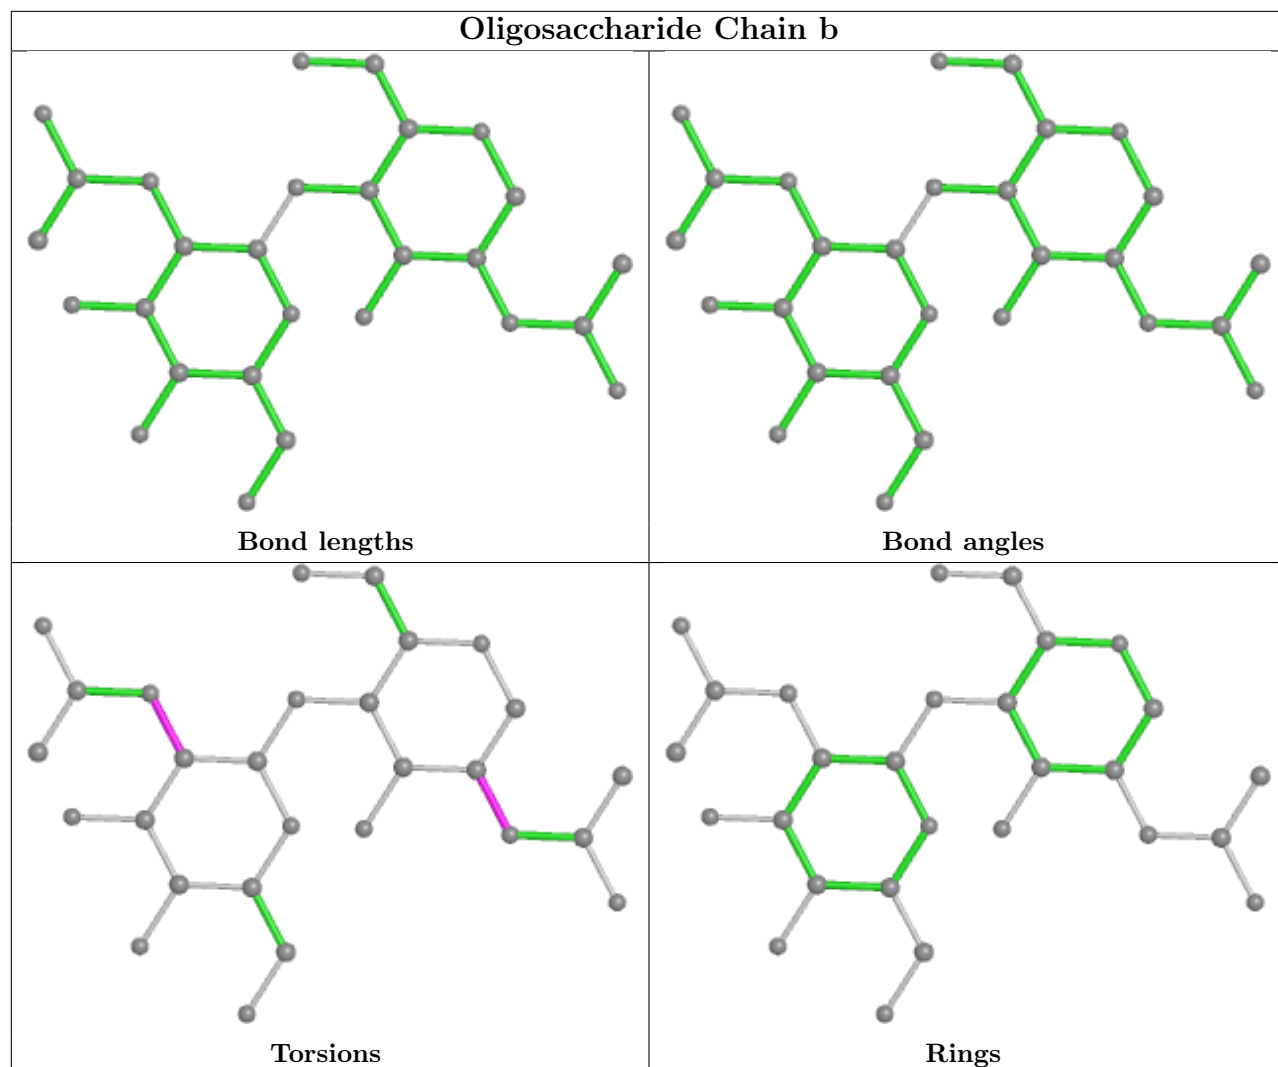 Oligosaccharide Chain b
Bond lengths
Bond angles
Torsions
Rings